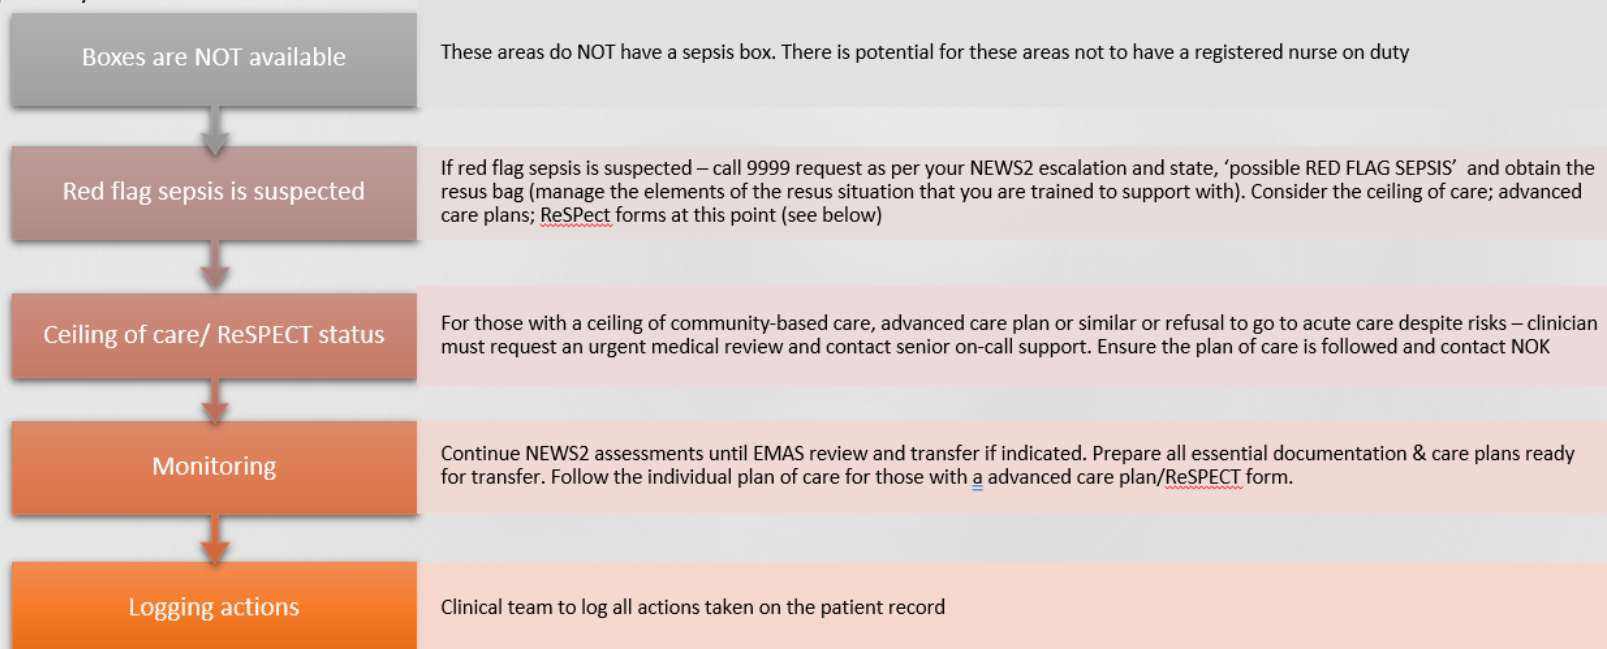 Boxes are NOT available
These areas do NOT have a sepsis box. There is potential for these areas not to have a registered nurse on duty
Red flag sepsis is suspected
If red flag sepsis is suspected – call 9999 request as per your NEWS2 escalation and state, ‘possible RED FLAG SEPSIS’ and obtain the
resus bag (manage the elements of the resus situation that you are trained to support with). Consider the ceiling of care; advanced
care plans; ReSPect forms at this point (see below)
Ceiling of care/ ReSPECT status
For those with a ceiling of community-based care, advanced care plan or similar or refusal to go to acute care despite risks – clinician
must request an urgent medical review and contact senior on-call support. Ensure the plan of care is followed and contact NOK
Monitoring
Continue NEWS2 assessments until EMAS review and transfer if indicated. Prepare all essential documentation & care plans ready
for transfer. Follow the individual plan of care for those with a advanced care plan/ReSPECT form.
Logging actions
Clinical team to log all actions taken on the patient record